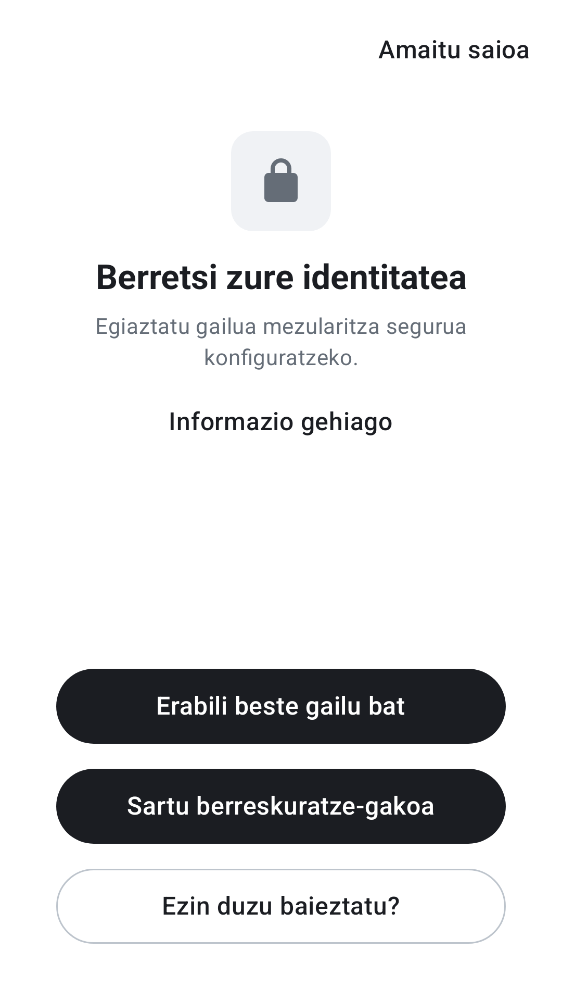 Amaitu saioa
Berretsi zure identitatea
Egiaztatu gailua mezularitza segurua
konfiguratzeko.
Informazio gehiago
Erabili beste gailu bat
Sartu berreskuratze-gakoa
Ezin duzu baieztatu?